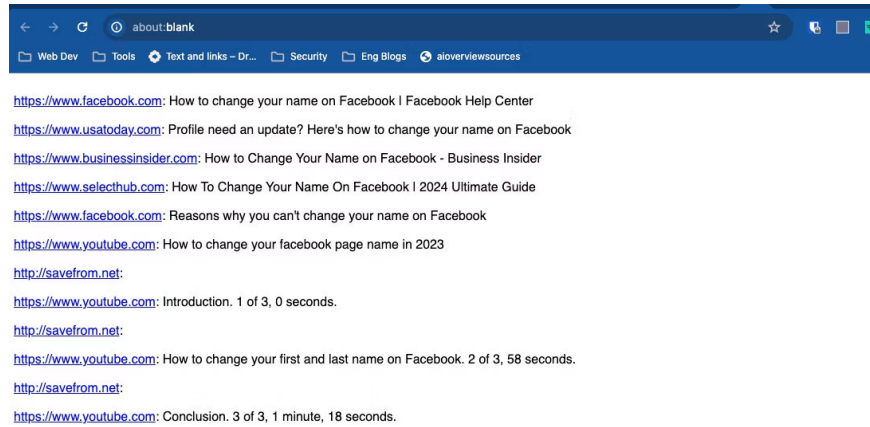 about:blank
Web Dev Tools Text and links – Dr... Security Eng Blogs aioverviewsources
https://www.facebook.com: How to change your name on Facebook | Facebook Help Center
https://www.usatoday.com: Profile need an update? Here's how to change your name on Facebook
https://www.businessinsider.com: How to Change Your Name on Facebook - Business Insider
https://www.selecthub.com: How To Change Your Name On Facebook | 2024 Ultimate Guide
https://www.facebook.com: Reasons why you can't change your name on Facebook
https://www.youtube.com: How to change your facebook page name in 2023
http://savefrom.net:
https://www.youtube.com: Introduction. 1 of 3, 0 seconds.
http://savefrom.net:
https://www.youtube.com: How to change your first and last name on Facebook. 2 of 3, 58 seconds.
http://savefrom.net:
https://www.youtube.com: Conclusion. 3 of 3, 1 minute, 18 seconds.